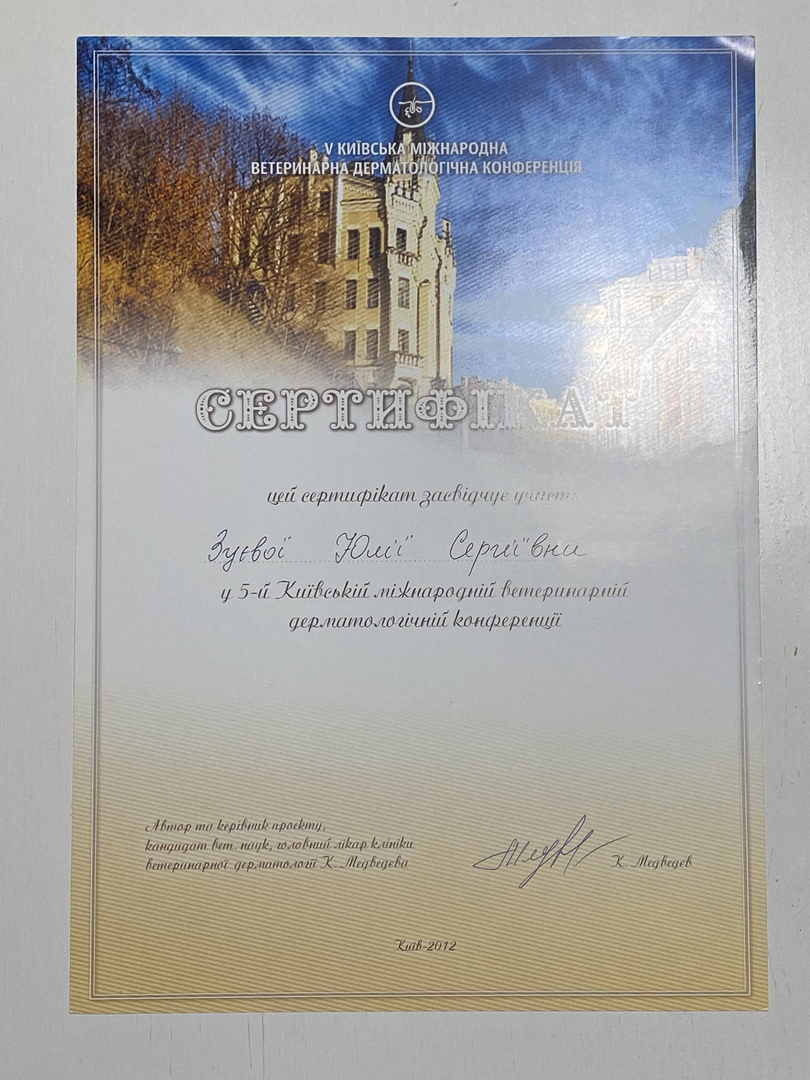 V КИЇВСЬКА МІЖНАРОДНА
ВЕТЕРИНАРНА ДЕРМАТОЛОГІЧНА КОНФЕРЕНЦІЯ
СЕРТИФІКАТ
цей сертифікат засвідчує участь
Зуєвої Юлії Сергіївни
у 5-й Київській міжнародній ветеринарній
дерматологічній конференції
Автор та керівник проєкту,
кандидат вет. наук, головний лікар клініки
ветеринарної дерматології К. Медведєва
К. Медведєв
Київ-2012